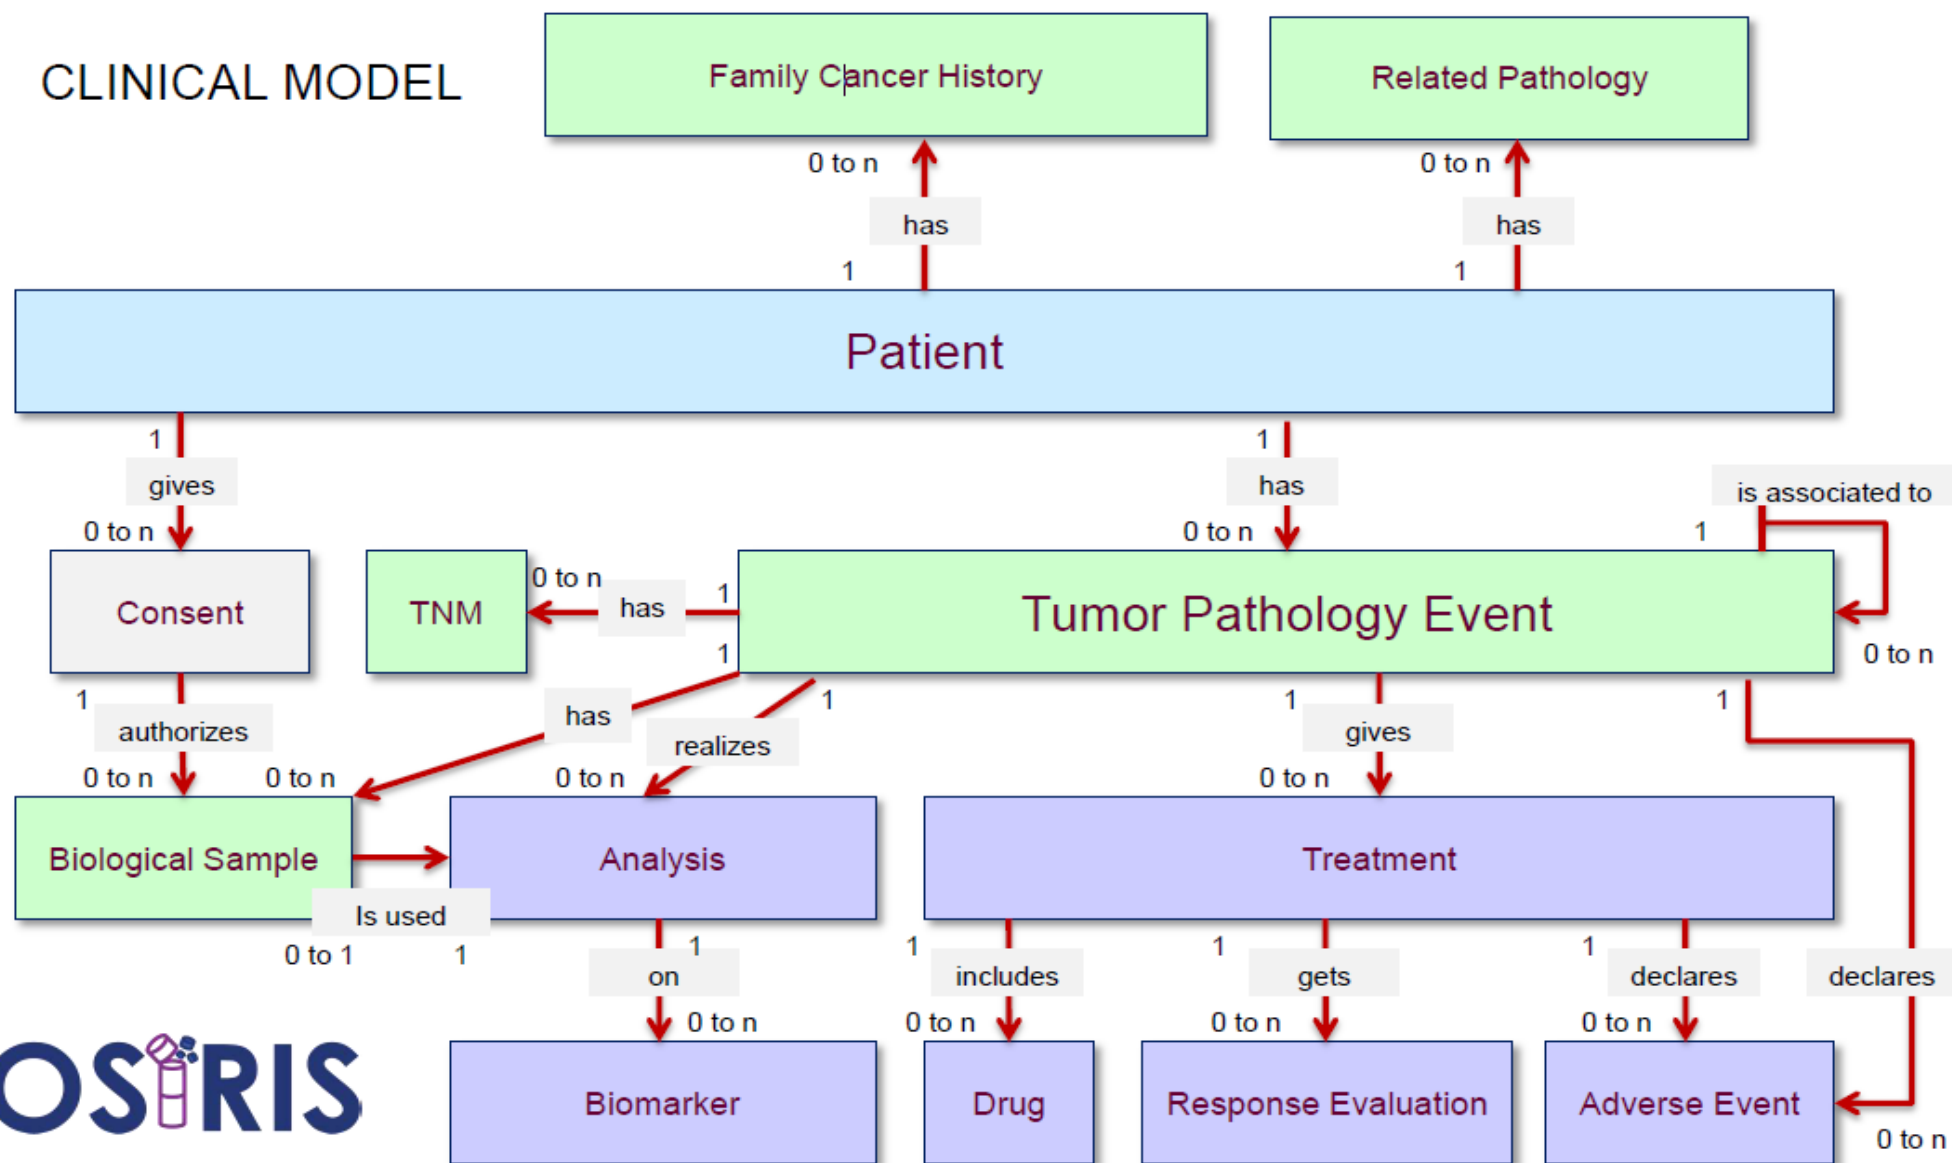 CLINICAL MODEL
Family Cancer History
Related Pathology
0 to n
0 to n
has
has
1
1
Patient
1
1
gives
has
is associated to
0 to n
0 to n
1
Consent
TNM
0 to n
has
1
Tumor Pathology Event
1
0 to n
1
authorizes
has
1
realizes
1
gives
1
0 to n
0 to n
0 to n
0 to n
Biological Sample
Analysis
Treatment
Is used
0 to 1
1
1
on
1
includes
1
gets
1
declares
declares
0 to n
0 to n
0 to n
0 to n
OSIRIS
Biomarker
Drug
Response Evaluation
Adverse Event
0 to n